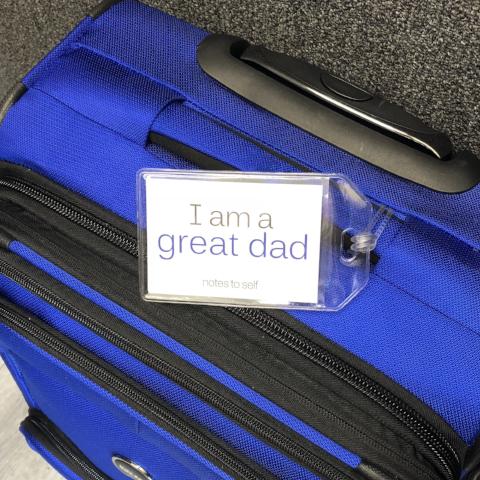 I am a
great dad
notes to self